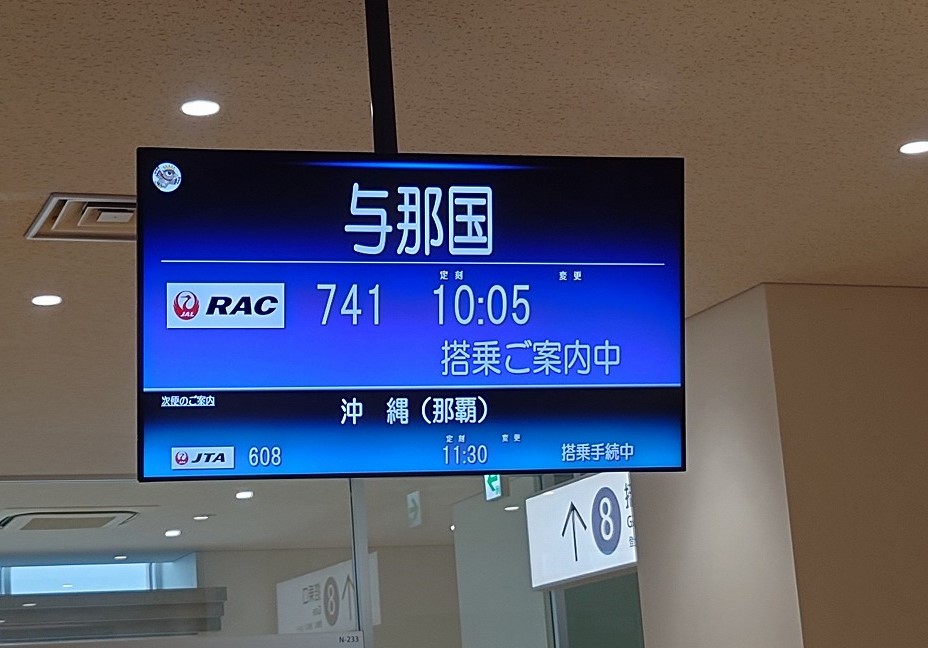 与那国
定刻 変更
JAL RAC 741 10:05
搭乗ご案内中
次便のご案内
沖 縄（那覇）
定刻 変更
JTA 608 11:30 搭乗手続中
8
8
N-233